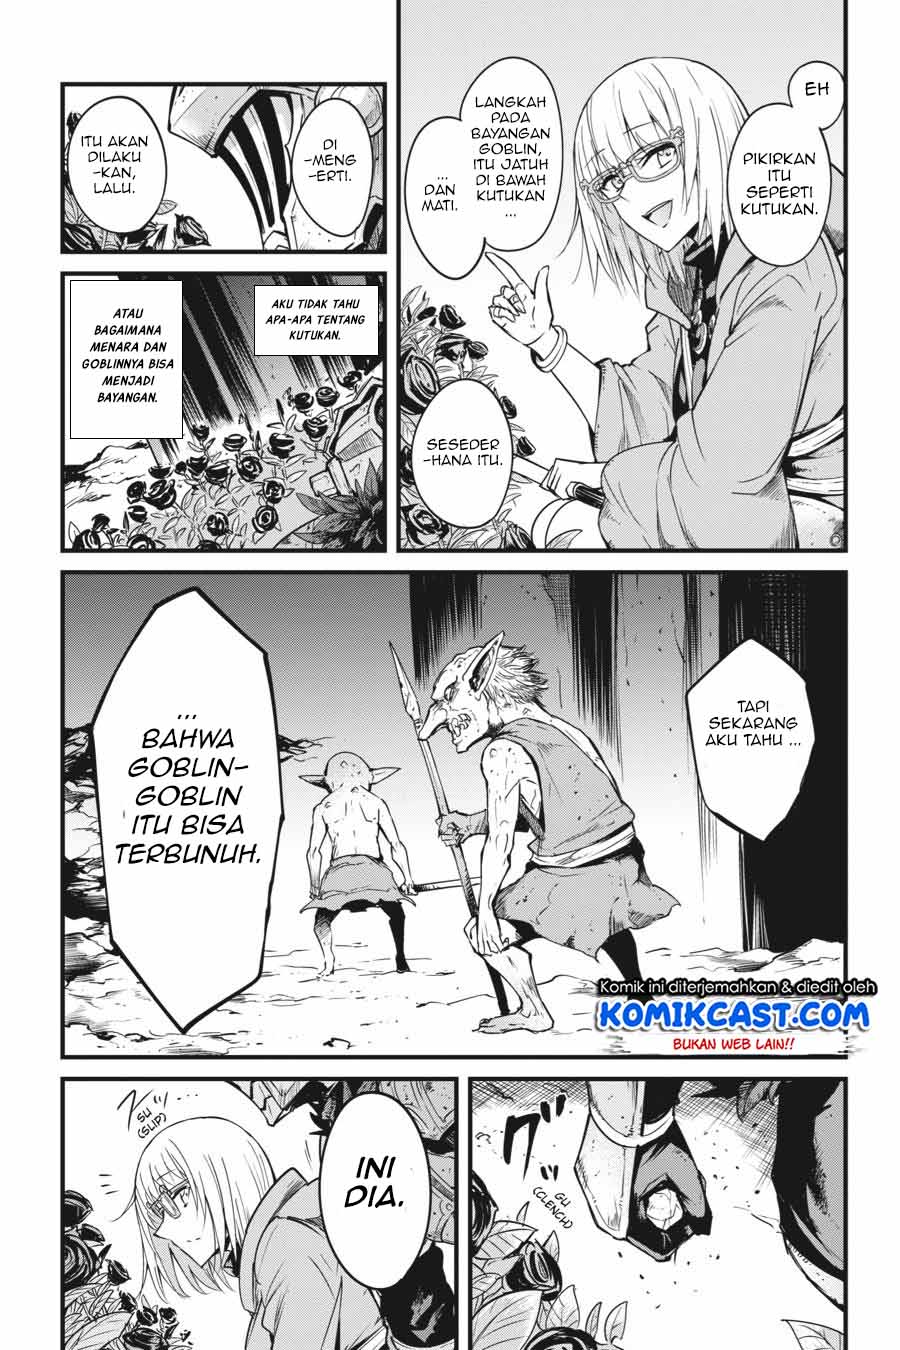 EH
PIKIRKAN
ITU
SEPERTI
KUTUKAN.
LANGKAH
PADA
BAYANGAN
GOBLIN,
ITU JATUH
DI BAWAH
KUTUKAN
...
...
DAN
MATI.
SESEDER
-HANA ITU.
DI
-MENG
-ERTI.
ITU AKAN
DILAKU
-KAN,
LALU.
AKU TIDAK TAHU
APA-APA TENTANG
KUTUKAN.
ATAU
BAGAIMANA
MENARA DAN
GOBLINNYA BISA
MENJADI
BAYANGAN.
TAPI
SEKARANG
AKU TAHU ...
...
BAHWA
GOBLIN-
GOBLIN
ITU BISA
TERBUNUH.
Komik ini diterjemahkan & diedit oleh
KOMIKCAST.COM
BUKAN WEB LAIN!!
GU
(CLENCH)
INI
DIA.
SU
(SLIP)